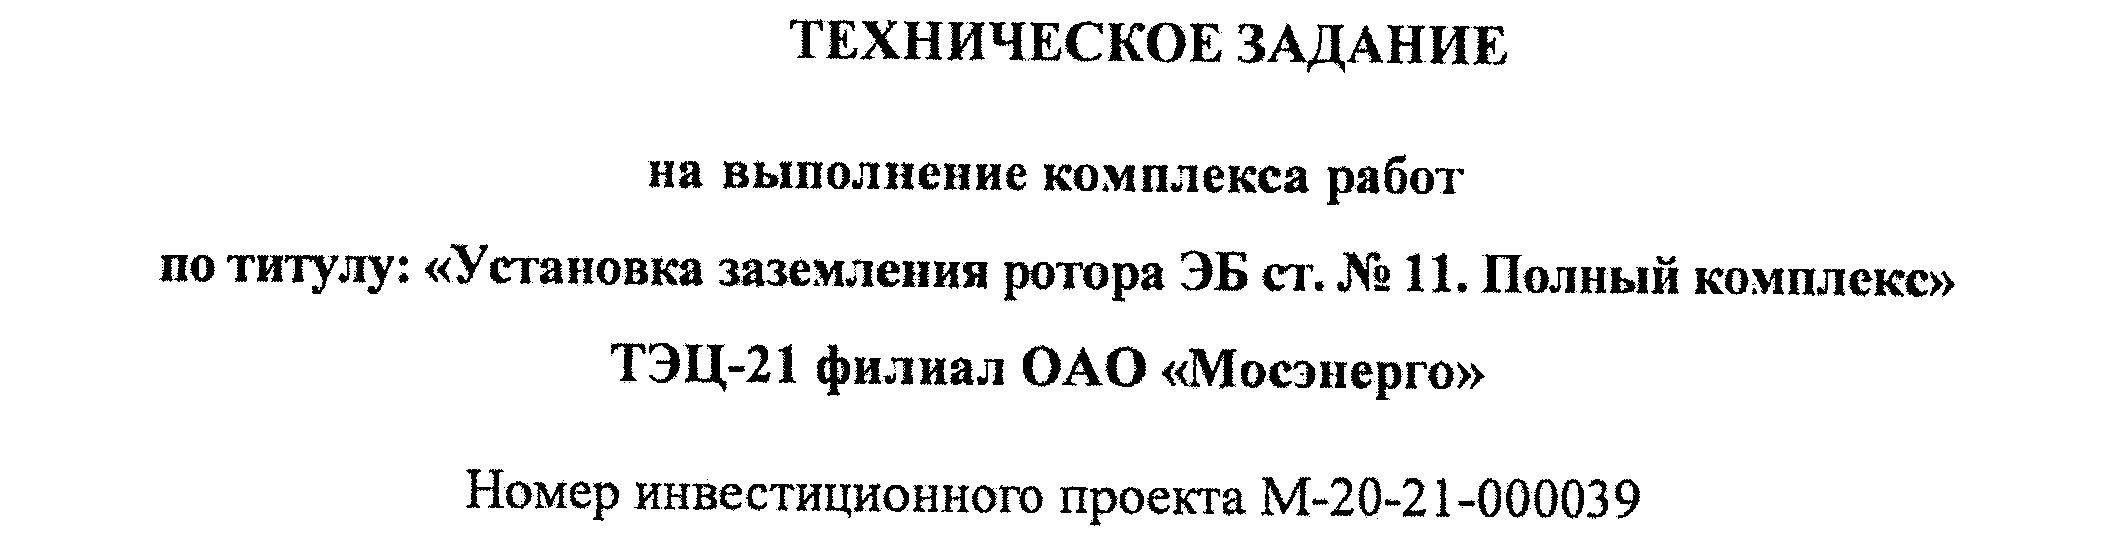 ТЕХНИЧЕСКОЕ ЗАДАНИЕ
на выполнение комплекса работ
по титулу: «Установка заземления ротора ЭБ ст. № 11. Полный комплекс»
ТЭЦ-21 филиал ОАО «Мосэнерго»
Номер инвестиционного проекта М-20-21-000039